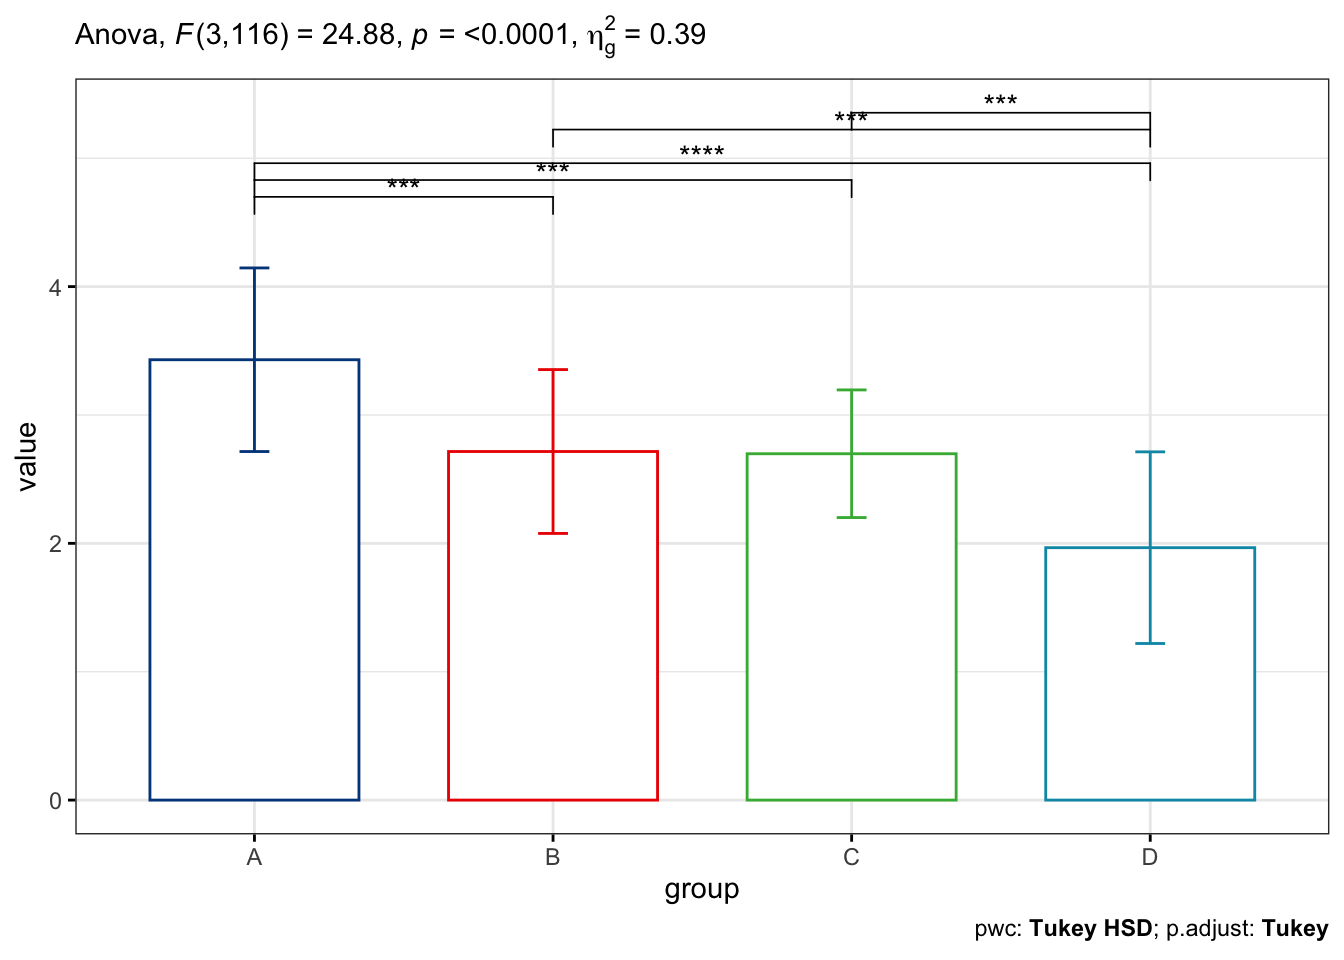 Anova, F(3,116) = 24.88, p = <0.0001, η²g = 0.39
***
***
****
***
***
4
2
0
value
A B C D
group
pwc: Tukey HSD; p.adjust: Tukey